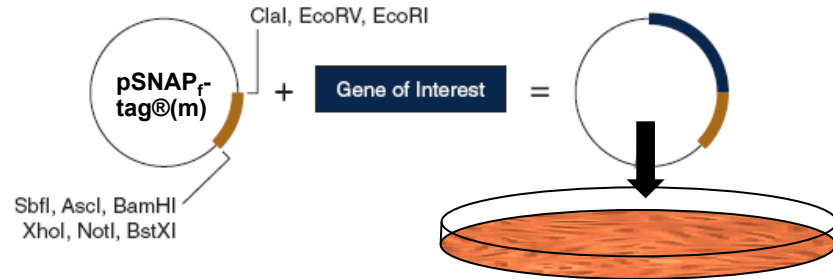 ClaI, EcoRV, EcoRI
pSNAPf-
tag®(m)
+
Gene of Interest
=
SbfI, AscI, BamHI
XhoI, NotI, BstXI